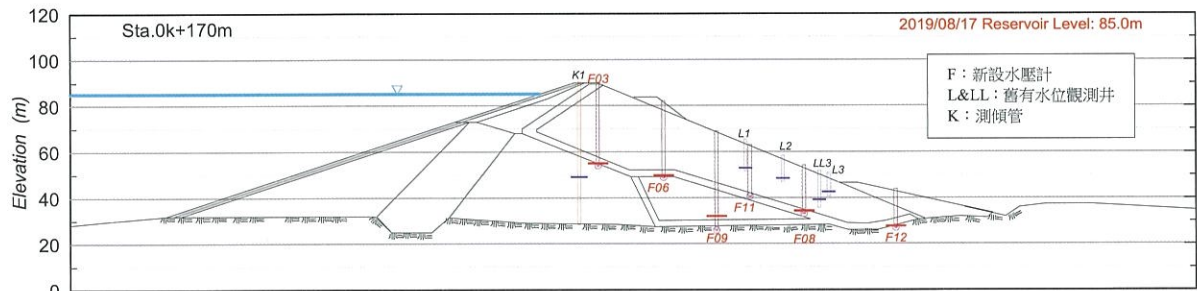 120
Sta.0k+170m
2019/08/17 Reservoir Level: 85.0m
100
F：新設水壓計
L&LL：舊有水位觀測井
K：測傾管
K1
F03
80
Elevation (m)
60
L1
L2
LL3
L3
F06
F11
40
F09
F08
F12
20
0